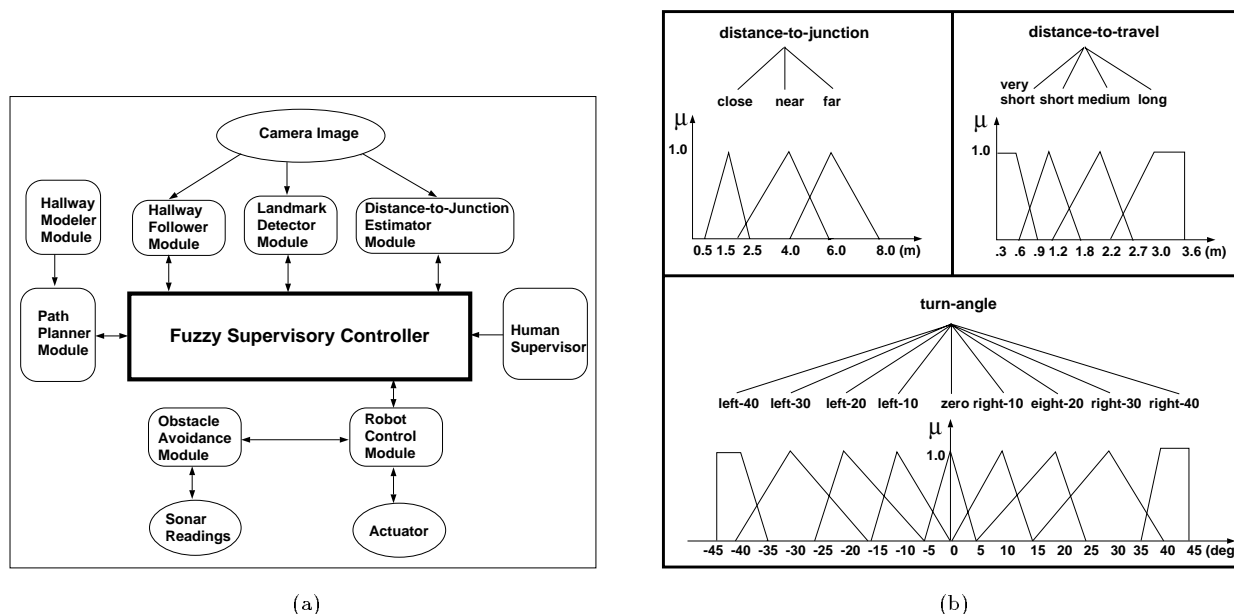 Camera Image
Hallway
Modeler
Module
Hallway
Follower
Module
Landmark
Detector
Module
Distance-to-Junction
Estimator
Module
Path
Planner
Module
Fuzzy Supervisory Controller
Human
Supervisor
Obstacle
Avoidance
Module
Robot
Control
Module
Sonar
Readings
Actuator
(a)
distance-to-junction
close near far
μ
1.0
0.5 1.5 2.5 4.0 6.0 8.0 (m)
distance-to-travel
very
short short medium long
μ
1.0
.3 .6 .9 1.2 1.8 2.2 2.7 3.0 3.6 (m)
turn-angle
left-40 left-30 left-20 left-10 zero right-10 eight-20 right-30 right-40
μ
1.0
-45 -40 -35 -30 -25 -20 -15 -10 -5 0 5 10 15 20 25 30 35 40 45 (deg
(b)